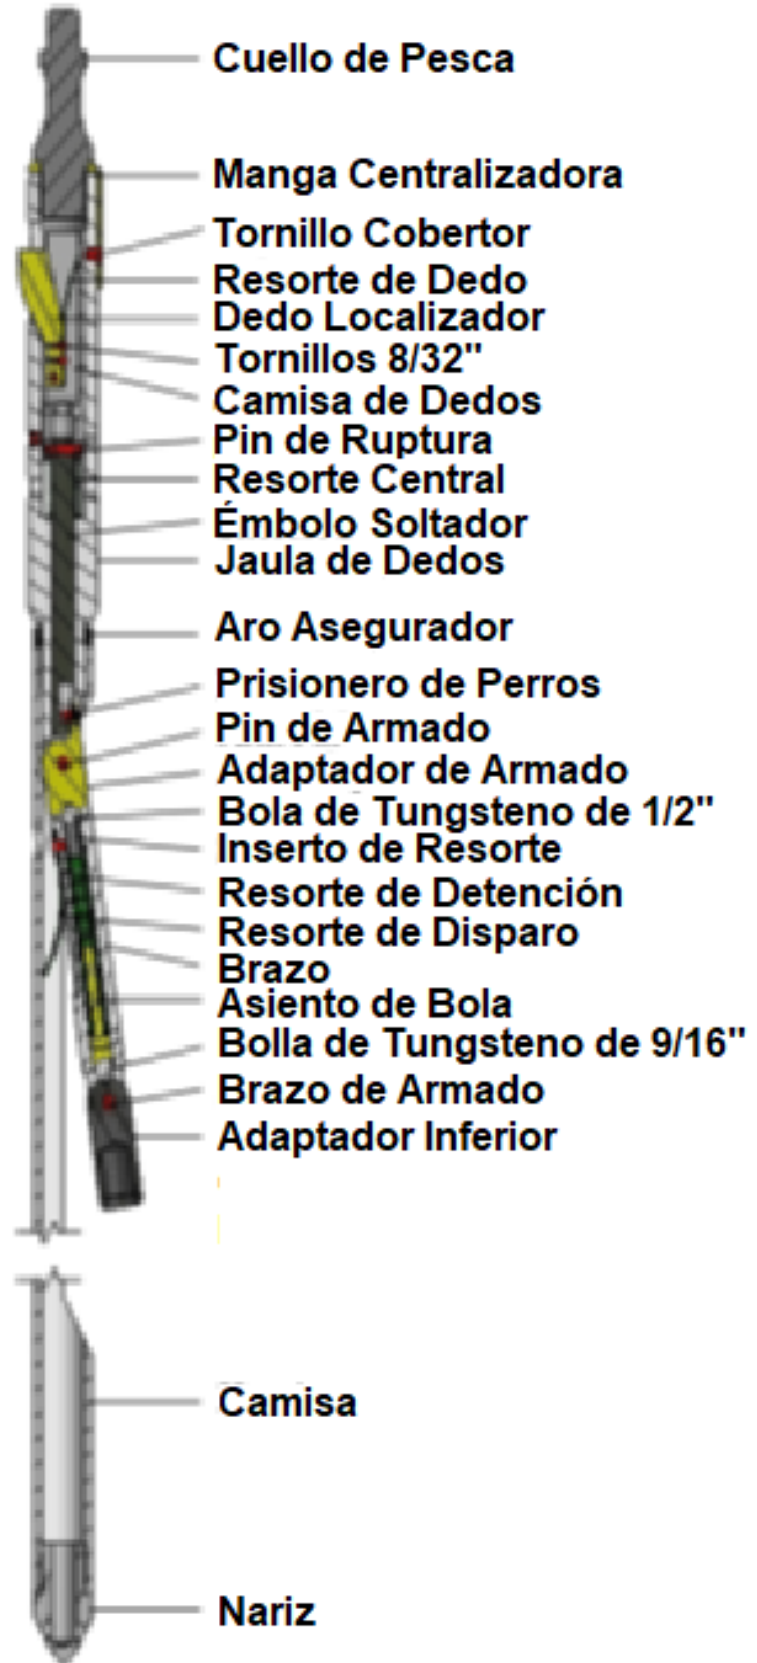 Cuello de Pesca
Manga Centralizadora
Tornillo Cobertor
Resorte de Dedo
Dedo Localizador
Tornillos 8/32"
Camisa de Dedos
Pin de Ruptura
Resorte Central
Émbolo Soltador
Jaula de Dedos
Aro Asegurador
Prisionero de Perros
Pin de Armado
Adaptador de Armado
Bola de Tungsteno de 1/2"
Inserto de Resorte
Resorte de Detención
Resorte de Disparo
Brazo
Asiento de Bola
Bolla de Tungsteno de 9/16"
Brazo de Armado
Adaptador Inferior
Camisa
Nariz